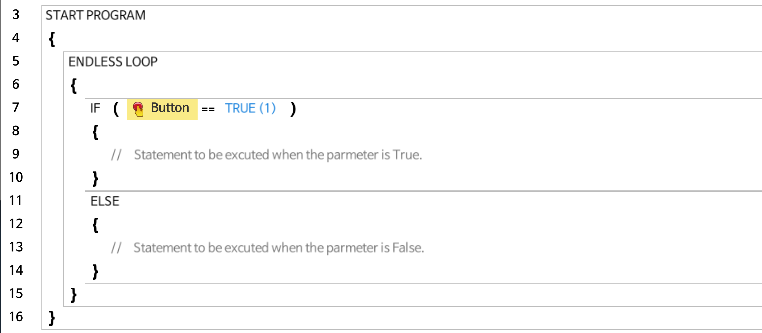 3 START PROGRAM
4 {
5 ENDLESS LOOP
6 {
7 IF ( Button == TRUE (1) )
8 {
9 // Statement to be excuted when the parmeter is True.
10 }
11 ELSE
12 {
13 // Statement to be excuted when the parmeter is False.
14 }
15 }
16 }